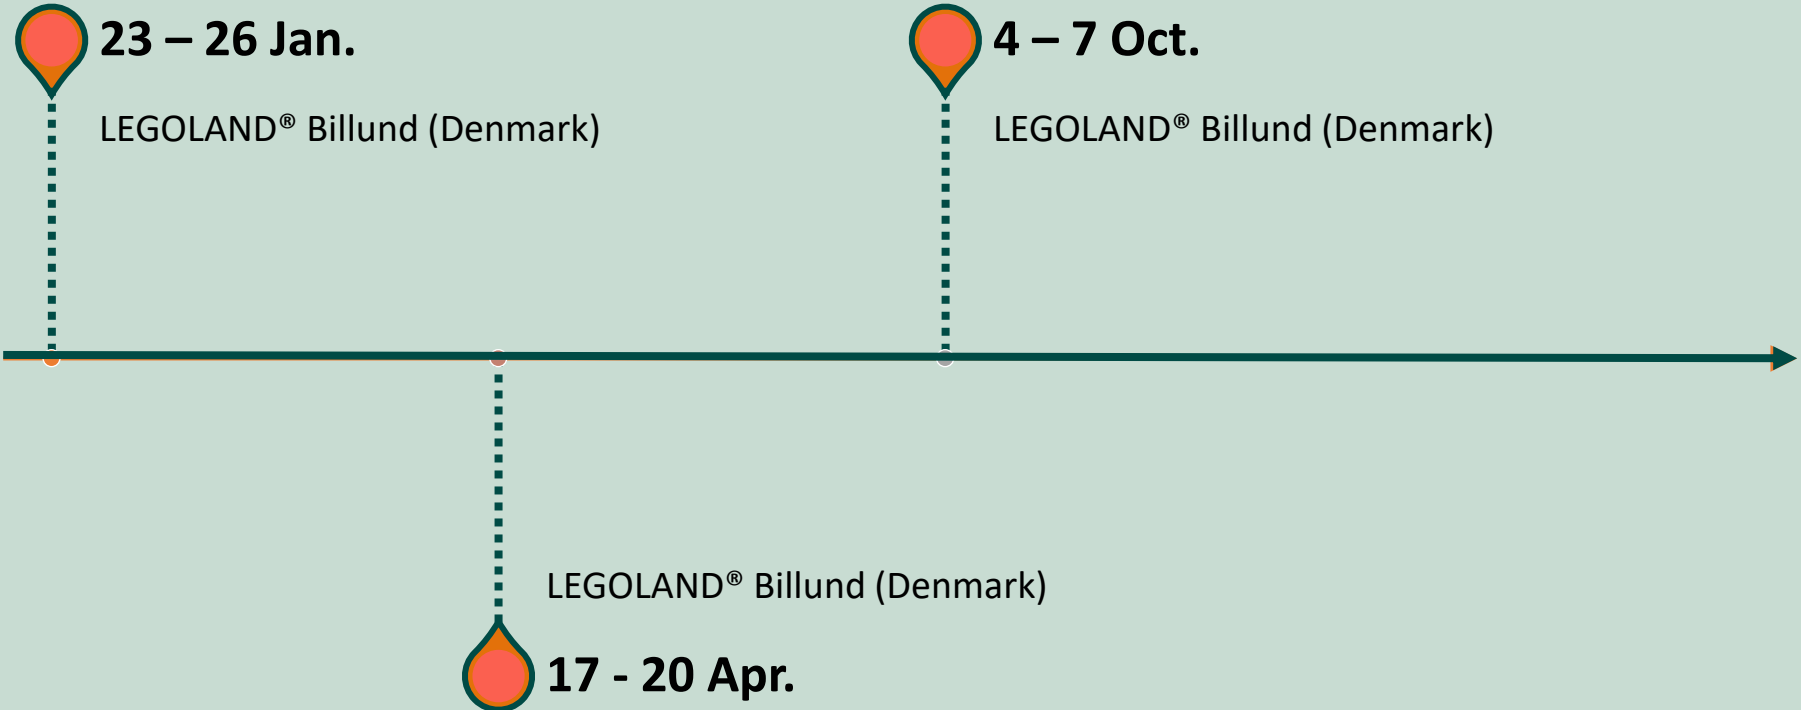 23 – 26 Jan.
LEGOLAND® Billund (Denmark)
4 – 7 Oct.
LEGOLAND® Billund (Denmark)
LEGOLAND® Billund (Denmark)
17 - 20 Apr.